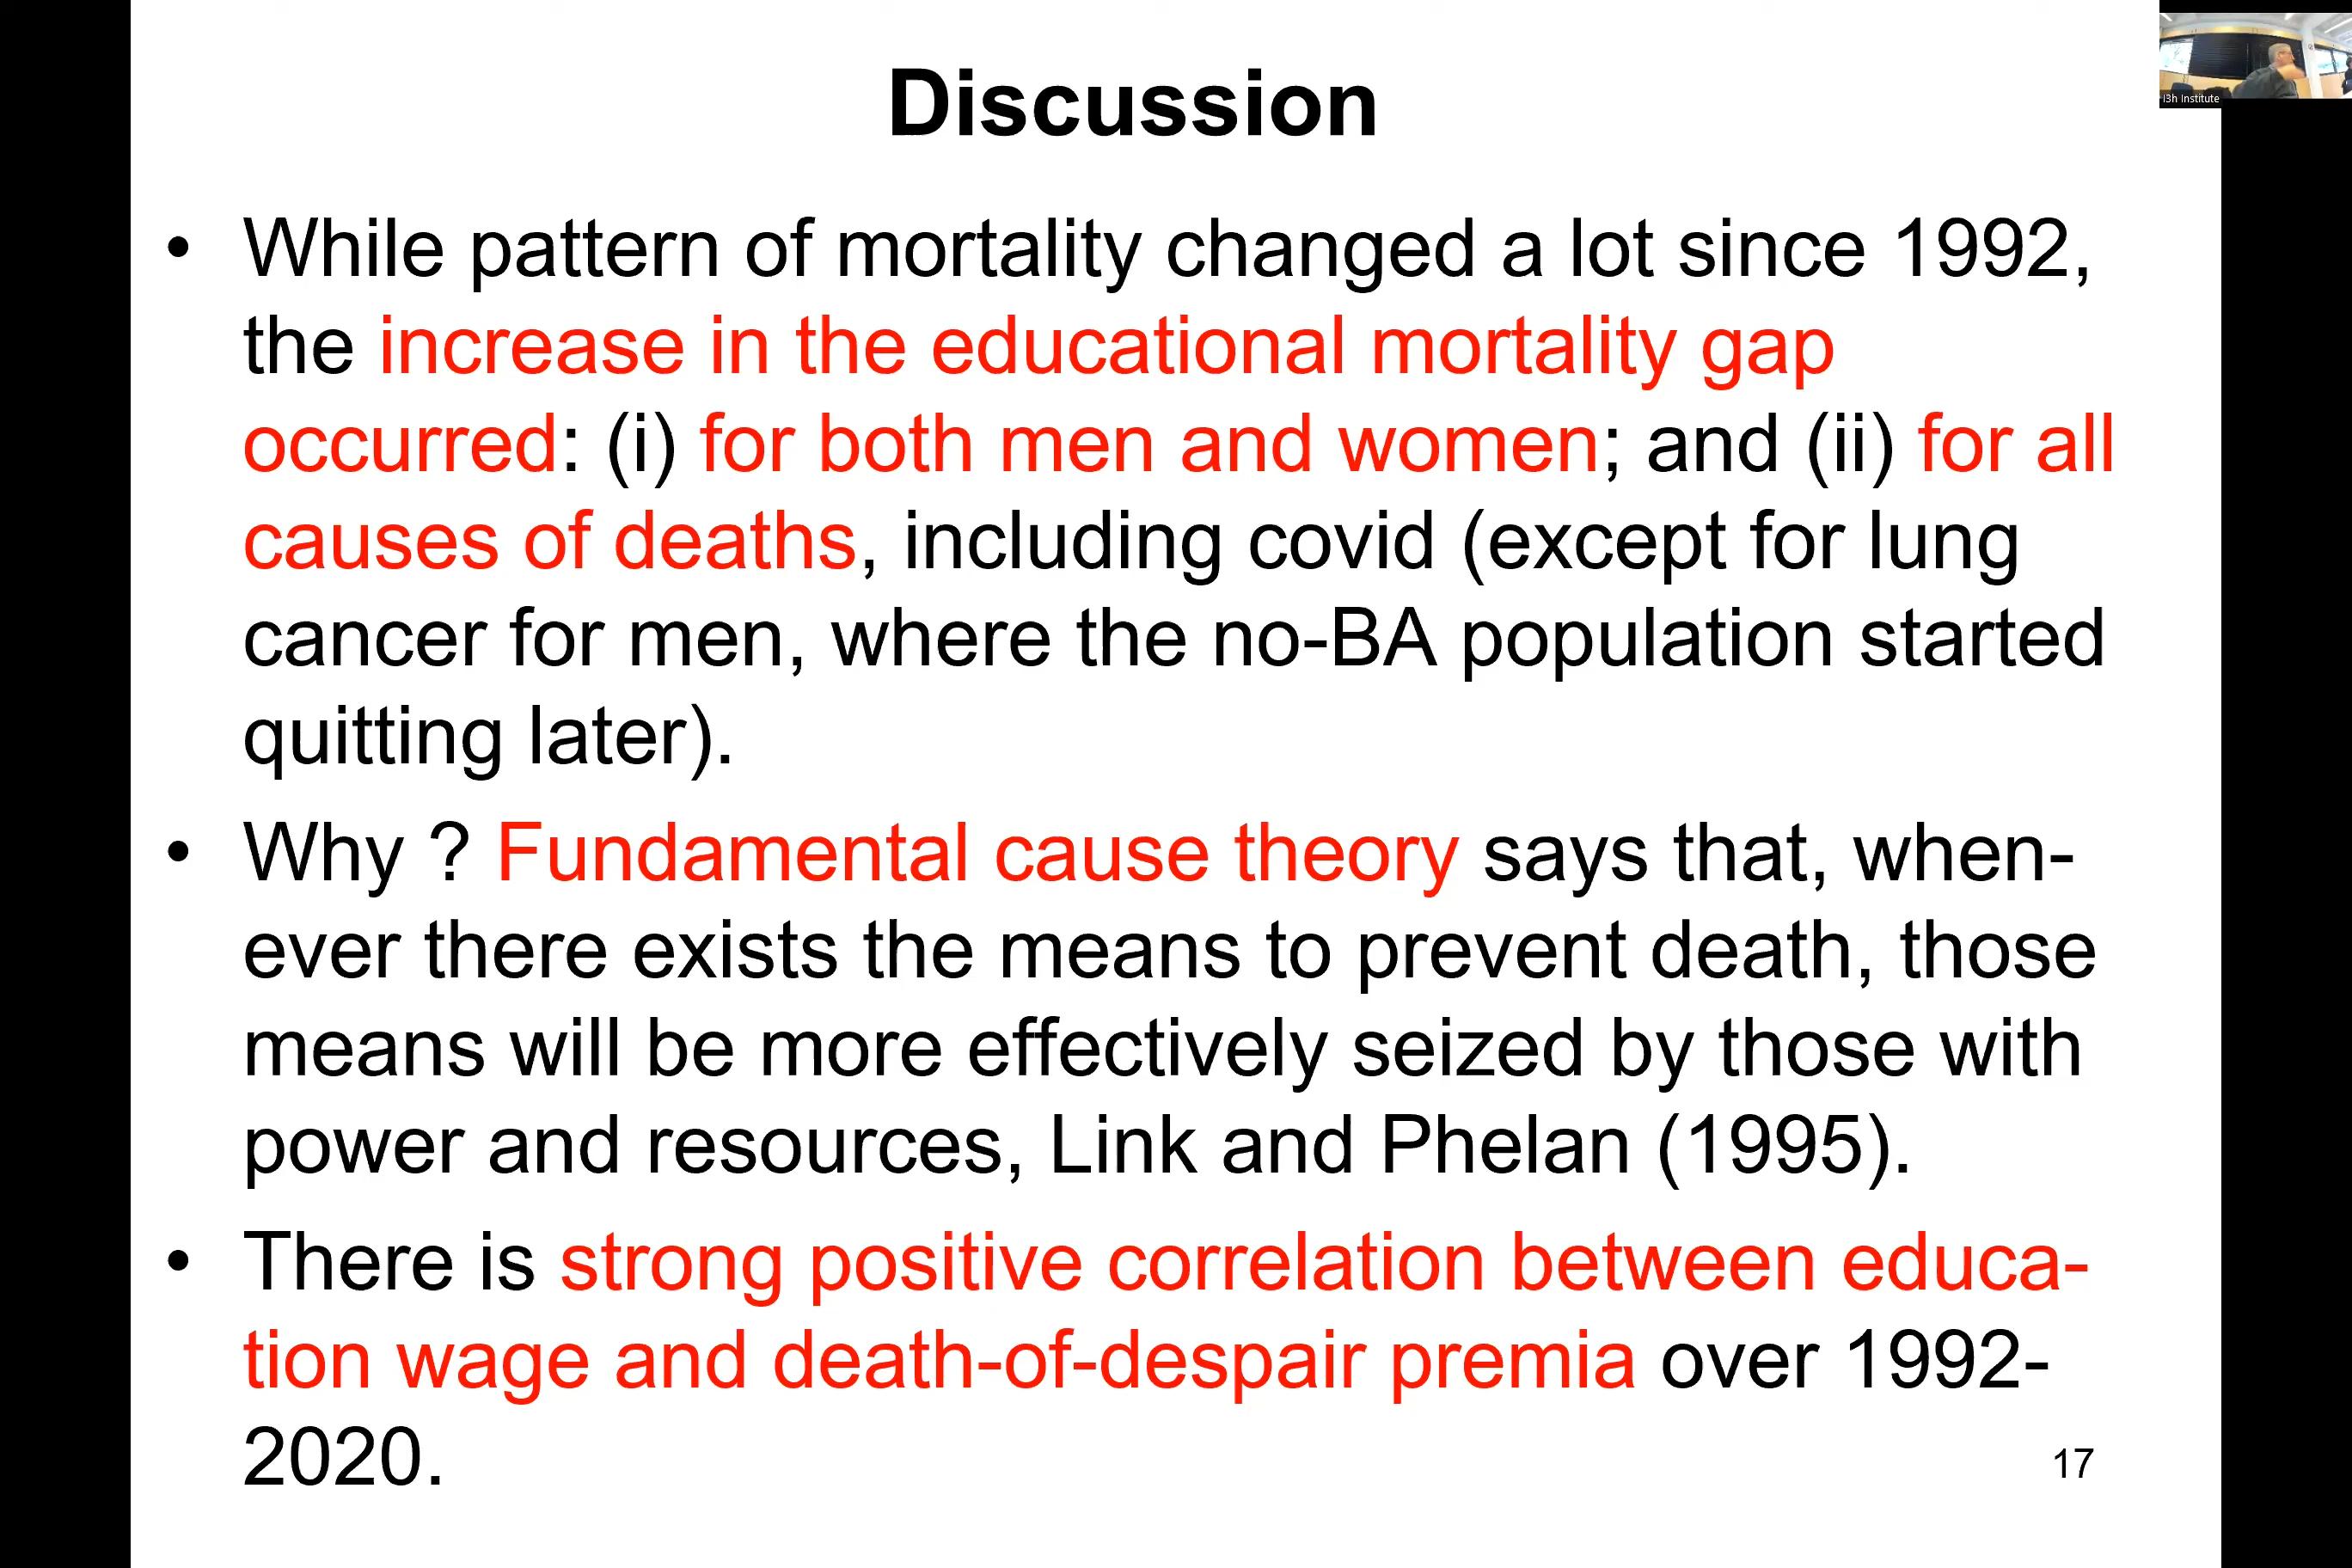 Discussion
i3h Institute
• While pattern of mortality changed a lot since 1992,
the increase in the educational mortality gap
occurred: (i) for both men and women; and (ii) for all
causes of deaths, including covid (except for lung
cancer for men, where the no-BA population started
quitting later).
• Why ? Fundamental cause theory says that, when-
ever there exists the means to prevent death, those
means will be more effectively seized by those with
power and resources, Link and Phelan (1995).
• There is strong positive correlation between educa-
tion wage and death-of-despair premia over 1992-
2020.
17